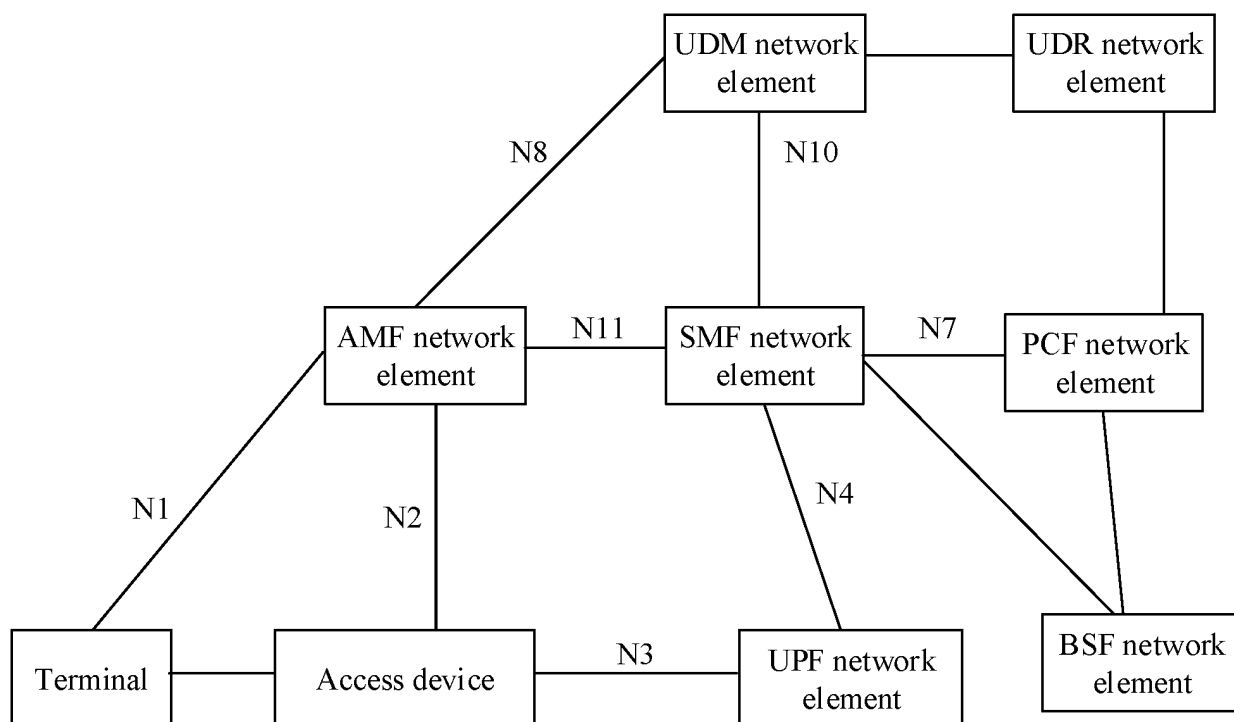 UDM network
element
UDR network
element
N8
N10
AMF network
element
N11
SMF network
element
N7
PCF network
element
N1
N2
N4
Terminal
Access device
N3
UPF network
element
BSF network
element